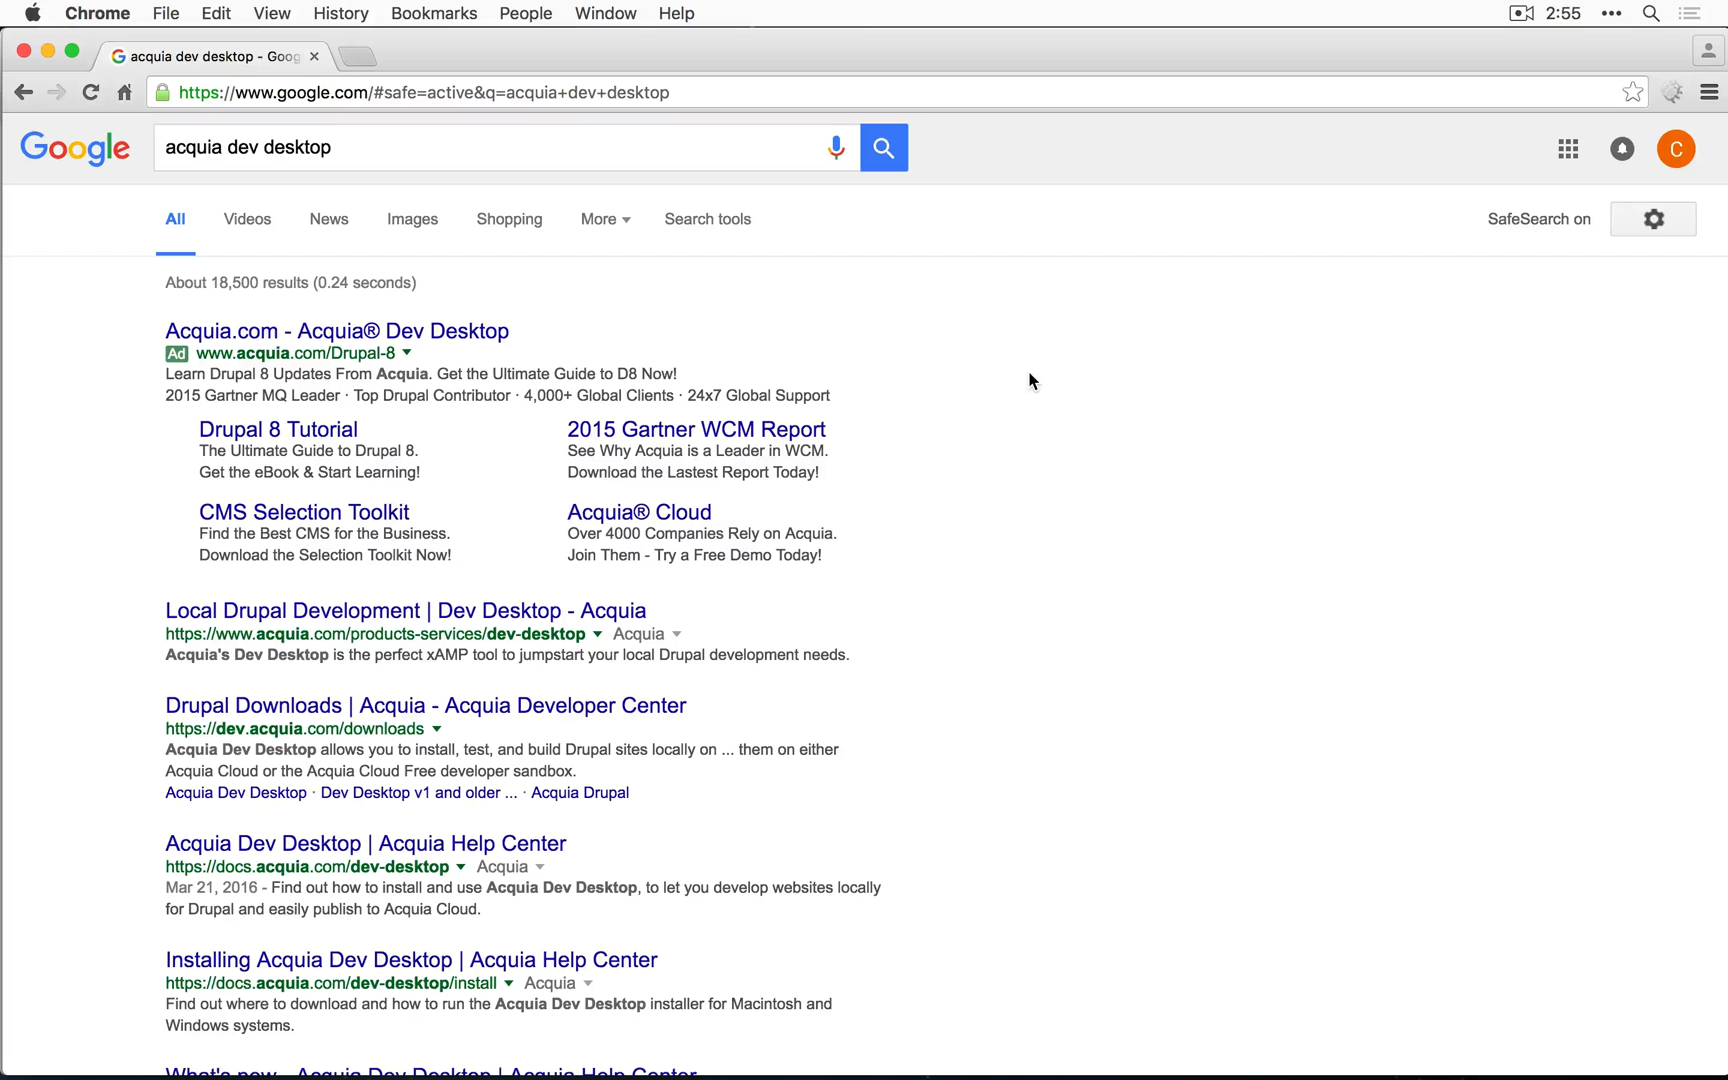 Chrome File Edit View History Bookmarks People Window Help 2:55
acquia dev desktop - Goog
https://www.google.com/#safe=active&q=acquia+dev+desktop
Google acquia dev desktop C
All Videos News Images Shopping More Search tools SafeSearch on
About 18,500 results (0.24 seconds)
Acquia.com - Acquia® Dev Desktop
Ad www.acquia.com/Drupal-8
Learn Drupal 8 Updates From Acquia. Get the Ultimate Guide to D8 Now!
2015 Gartner MQ Leader · Top Drupal Contributor · 4,000+ Global Clients · 24x7 Global Support
Drupal 8 Tutorial
The Ultimate Guide to Drupal 8.
Get the eBook & Start Learning!
2015 Gartner WCM Report
See Why Acquia is a Leader in WCM.
Download the Lastest Report Today!
CMS Selection Toolkit
Find the Best CMS for the Business.
Download the Selection Toolkit Now!
Acquia® Cloud
Over 4000 Companies Rely on Acquia.
Join Them - Try a Free Demo Today!
Local Drupal Development | Dev Desktop - Acquia
https://www.acquia.com/products-services/dev-desktop Acquia
Acquia's Dev Desktop is the perfect xAMP tool to jumpstart your local Drupal development needs.
Drupal Downloads | Acquia - Acquia Developer Center
https://dev.acquia.com/downloads
Acquia Dev Desktop allows you to install, test, and build Drupal sites locally on ... them on either
Acquia Cloud or the Acquia Cloud Free developer sandbox.
Acquia Dev Desktop · Dev Desktop v1 and older ... · Acquia Drupal
Acquia Dev Desktop | Acquia Help Center
https://docs.acquia.com/dev-desktop Acquia
Mar 21, 2016 - Find out how to install and use Acquia Dev Desktop, to let you develop websites locally
for Drupal and easily publish to Acquia Cloud.
Installing Acquia Dev Desktop | Acquia Help Center
https://docs.acquia.com/dev-desktop/install Acquia
Find out where to download and how to run the Acquia Dev Desktop installer for Macintosh and
Windows systems.
What's new - Acquia Dev Desktop | Acquia Help Center